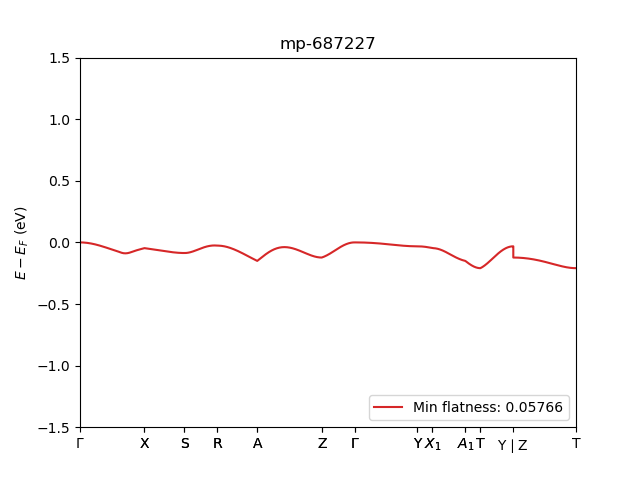 mp-687227
E − E_F (eV)
1.5
1.0
0.5
0.0
−0.5
−1.0
−1.5
Min flatness: 0.05766
Γ X S R A Z Γ Y X₁ A₁ T Y | Z T